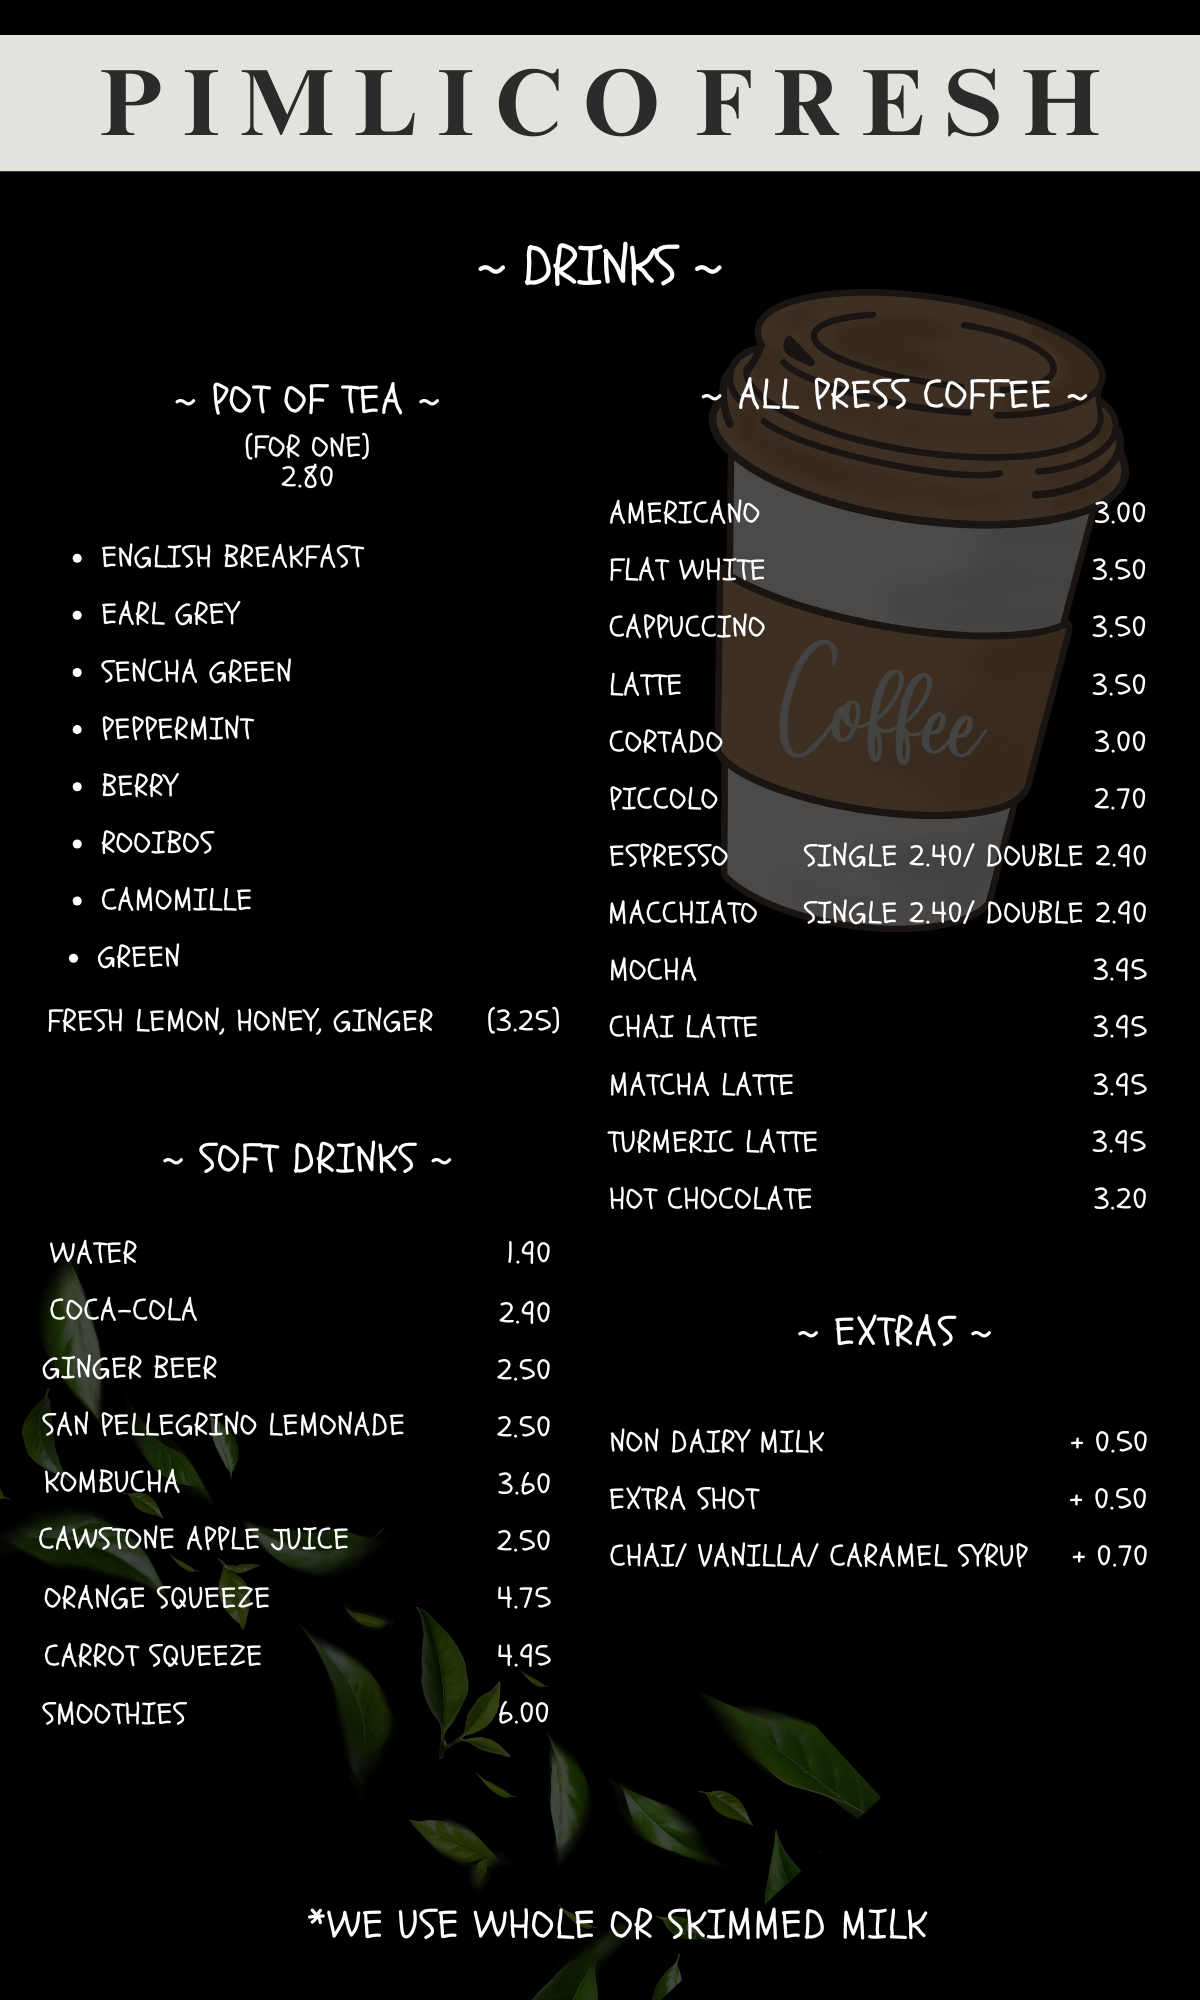 PIMLICO FRESH
~ DRINKS ~
~ POT OF TEA ~
(FOR ONE)
2.80
• ENGLISH BREAKFAST
• EARL GREY
• SENCHA GREEN
• PEPPERMINT
• BERRY
• ROOIBOS
• CAMOMILLE
• GREEN
FRESH LEMON, HONEY, GINGER (3.25)
~ SOFT DRINKS ~
WATER 1.90
COCA-COLA 2.90
GINGER BEER 2.50
SAN PELLEGRINO LEMONADE 2.50
KOMBUCHA 3.60
CAWSTONE APPLE JUICE 2.50
ORANGE SQUEEZE 4.75
CARROT SQUEEZE 4.95
SMOOTHIES 6.00
~ ALL PRESS COFFEE ~
AMERICANO 3.00
FLAT WHITE 3.50
CAPPUCCINO 3.50
LATTE 3.50
CORTADO 3.00
Coffee
PICCOLO 2.70
ESPRESSO SINGLE 2.40/ DOUBLE 2.90
MACCHIATO SINGLE 2.40/ DOUBLE 2.90
MOCHA 3.95
CHAI LATTE 3.95
MATCHA LATTE 3.95
TURMERIC LATTE 3.95
HOT CHOCOLATE 3.20
~ EXTRAS ~
NON DAIRY MILK + 0.50
EXTRA SHOT + 0.50
CHAI/ VANILLA/ CARAMEL SYRUP + 0.70
*WE USE WHOLE OR SKIMMED MILK